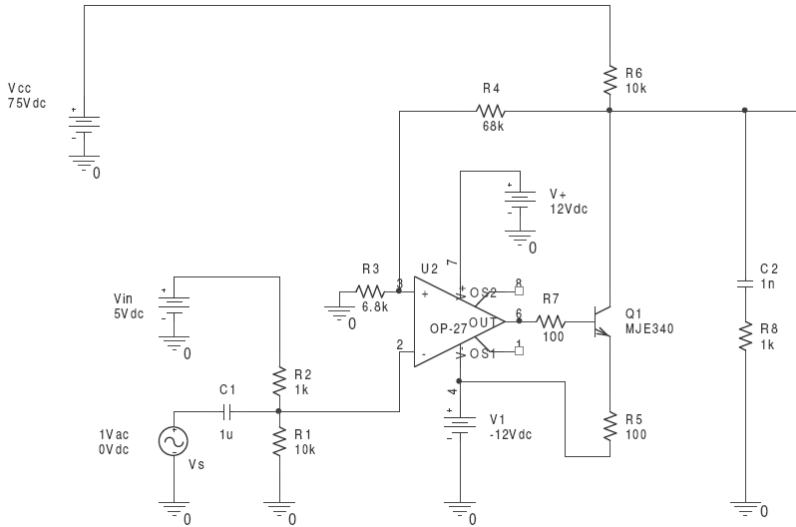 Vcc
75Vdc
+
-
0
R6
10k
R4
68k
+
-
V+
12Vdc
0
7
U2
R3
6.8k
0
3
+
V+
OS2
8
OP-27
OUT
6
R7
100
Q1
MJE340
C2
1n
R8
1k
2
-
V-
OS1
1
4
Vin
5Vdc
+
-
0
R2
1k
C1
1u
R1
10k
1Vac
0Vdc
+
-
Vs
0
0
+
-
V1
-12Vdc
0
R5
100
0